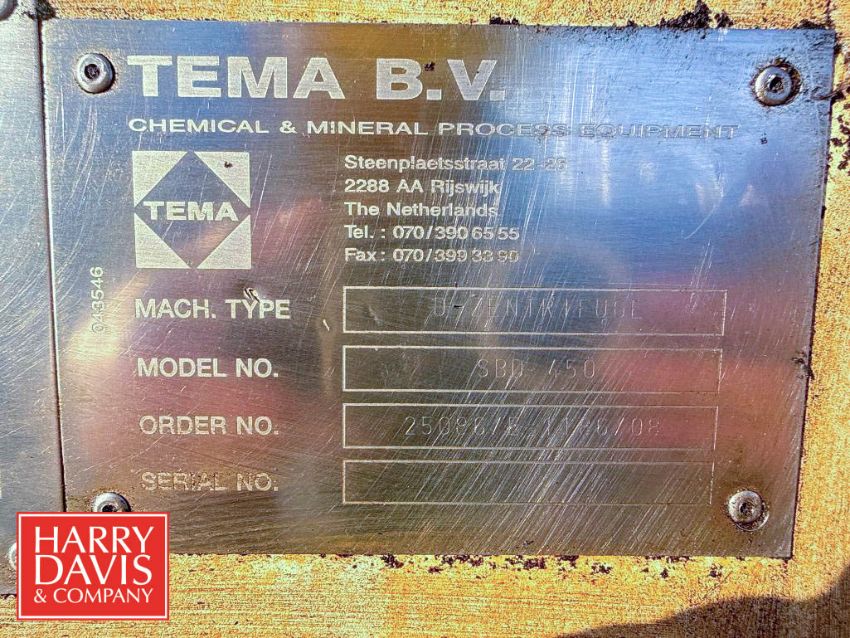 TEMA B.V.
CHEMICAL & MINERAL PROCESS EQUIPMENT
TEMA
Steenplaetsstraat 22-26
2288 AA Rijswijk
The Netherlands
Tel.: 070/390 65 55
Fax: 070/399 33 90
043546
MACH. TYPE
MODEL NO. SBD 450
ORDER NO.
SERIAL NO.
HARRY
DAVIS
& COMPANY